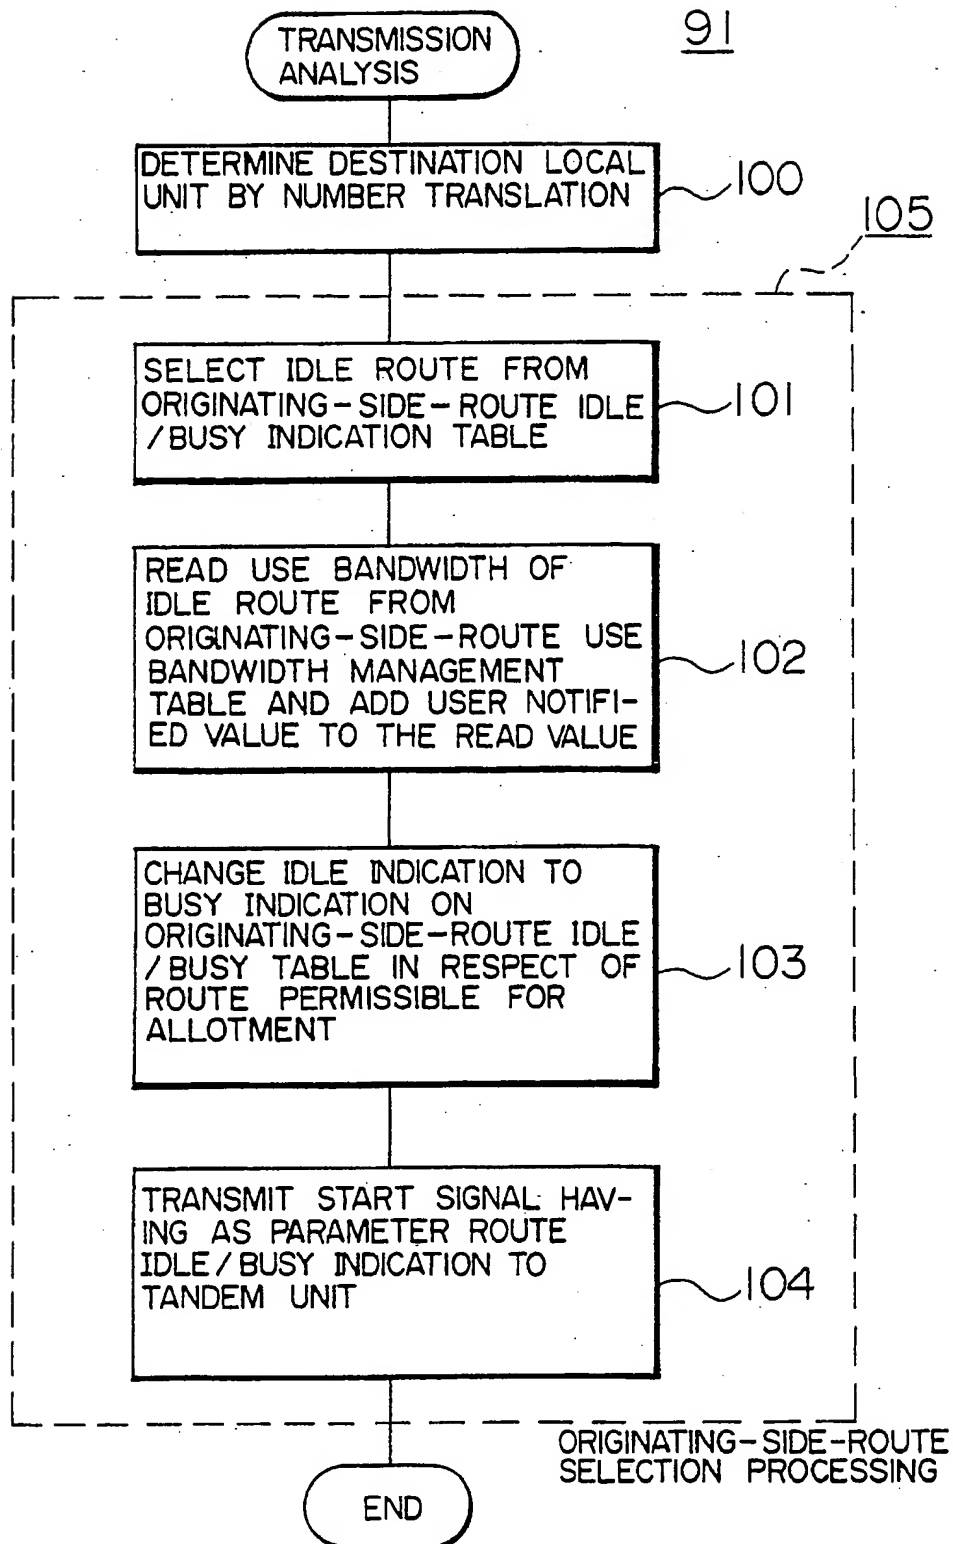 91
TRANSMISSION
ANALYSIS
DETERMINE DESTINATION LOCAL
UNIT BY NUMBER TRANSLATION
100
105
SELECT IDLE ROUTE FROM
ORIGINATING-SIDE-ROUTE IDLE
/BUSY INDICATION TABLE
101
READ USE BANDWIDTH OF
IDLE ROUTE FROM
ORIGINATING-SIDE-ROUTE USE
BANDWIDTH MANAGEMENT
TABLE AND ADD USER NOTIFI-
ED VALUE TO THE READ VALUE
102
CHANGE IDLE INDICATION TO
BUSY INDICATION ON
ORIGINATING-SIDE-ROUTE IDLE
/BUSY TABLE IN RESPECT OF
ROUTE PERMISSIBLE FOR
ALLOTMENT
103
TRANSMIT START SIGNAL HAV-
ING AS PARAMETER ROUTE
IDLE/BUSY INDICATION TO
TANDEM UNIT
104
ORIGINATING-SIDE-ROUTE
SELECTION PROCESSING
END